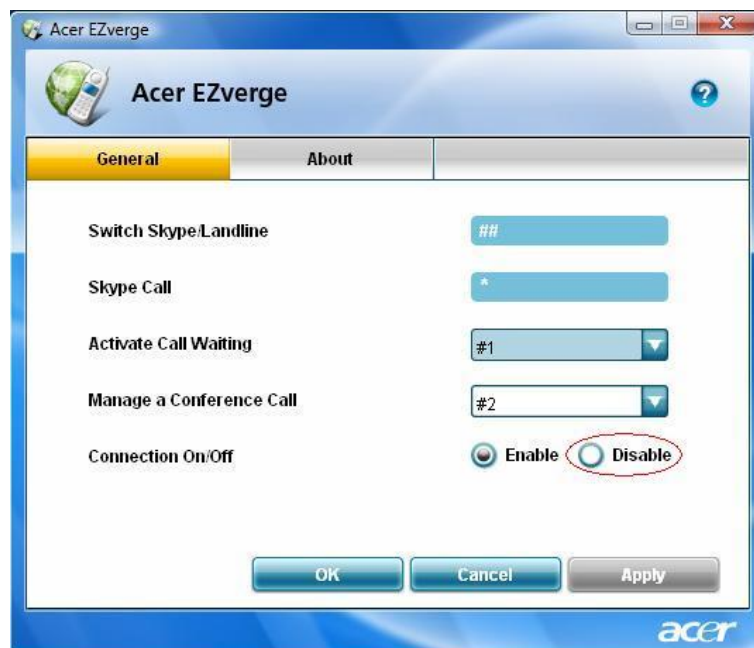 Acer EZverge
Acer EZverge
General About
Switch Skype/Landline ##
Skype Call *
Activate Call Waiting #1
Manage a Conference Call #2
Connection On/Off Enable Disable
OK Cancel Apply
acer